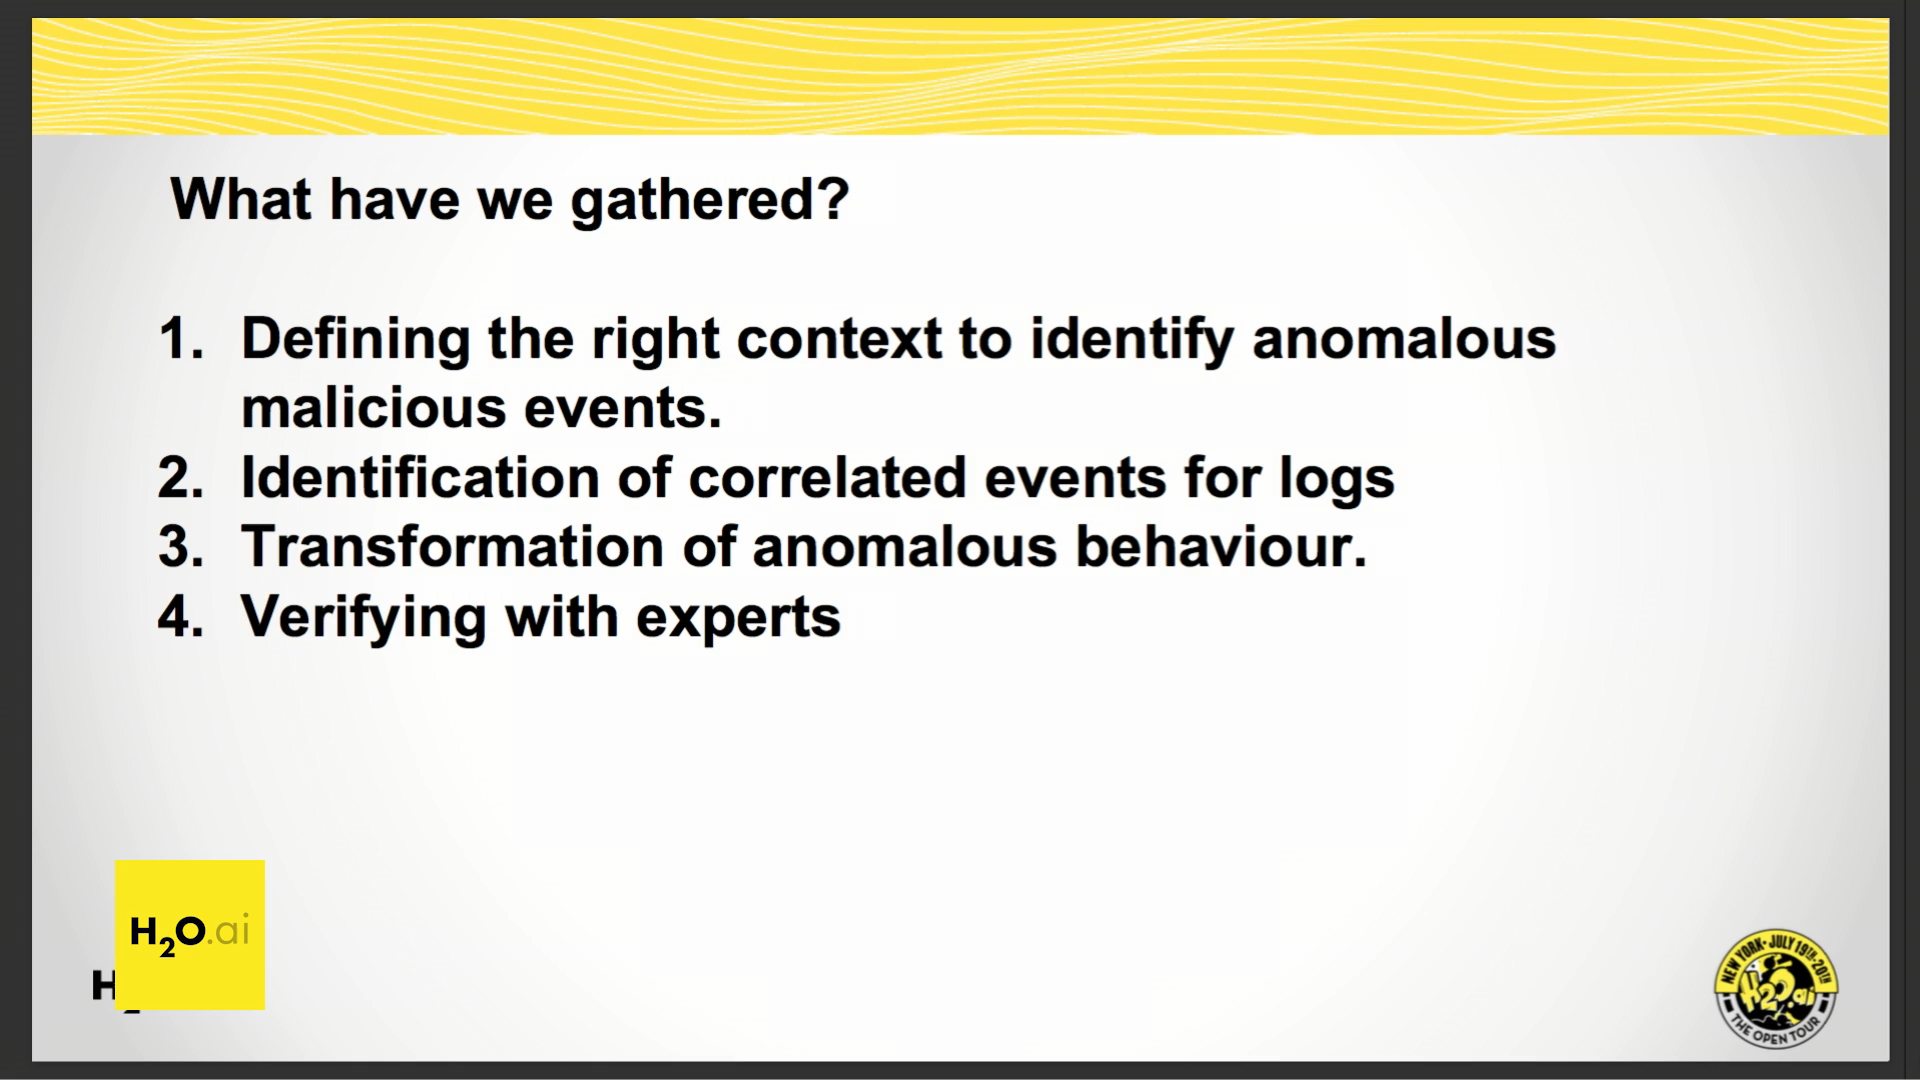 What have we gathered?
1. Defining the right context to identify anomalous
malicious events.
2. Identification of correlated events for logs
3. Transformation of anomalous behaviour.
4. Verifying with experts
H2O.ai
NEW YORK • JULY 19TH-20TH
H2O.ai
THE OPEN TOUR